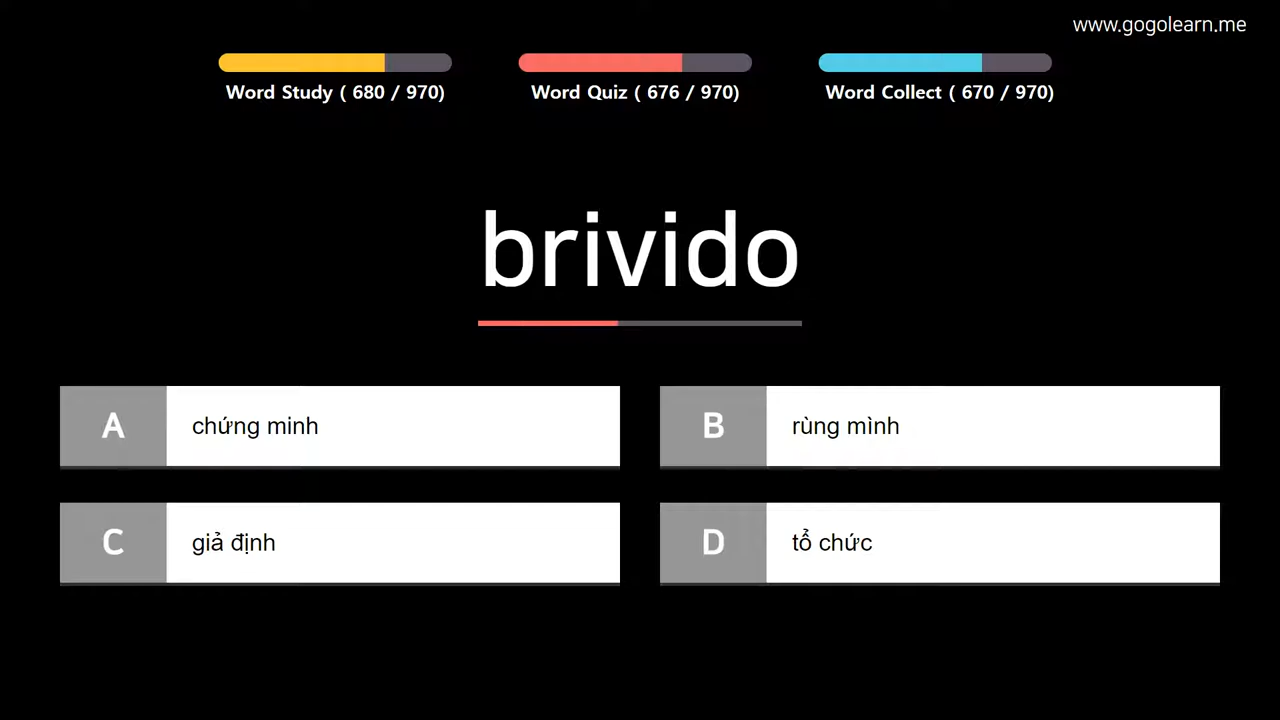 www.gogolearn.me
Word Study ( 680 / 970)
Word Quiz ( 676 / 970)
Word Collect ( 670 / 970)
brivido
A
chứng minh
B
rùng mình
C
giả định
D
tổ chức